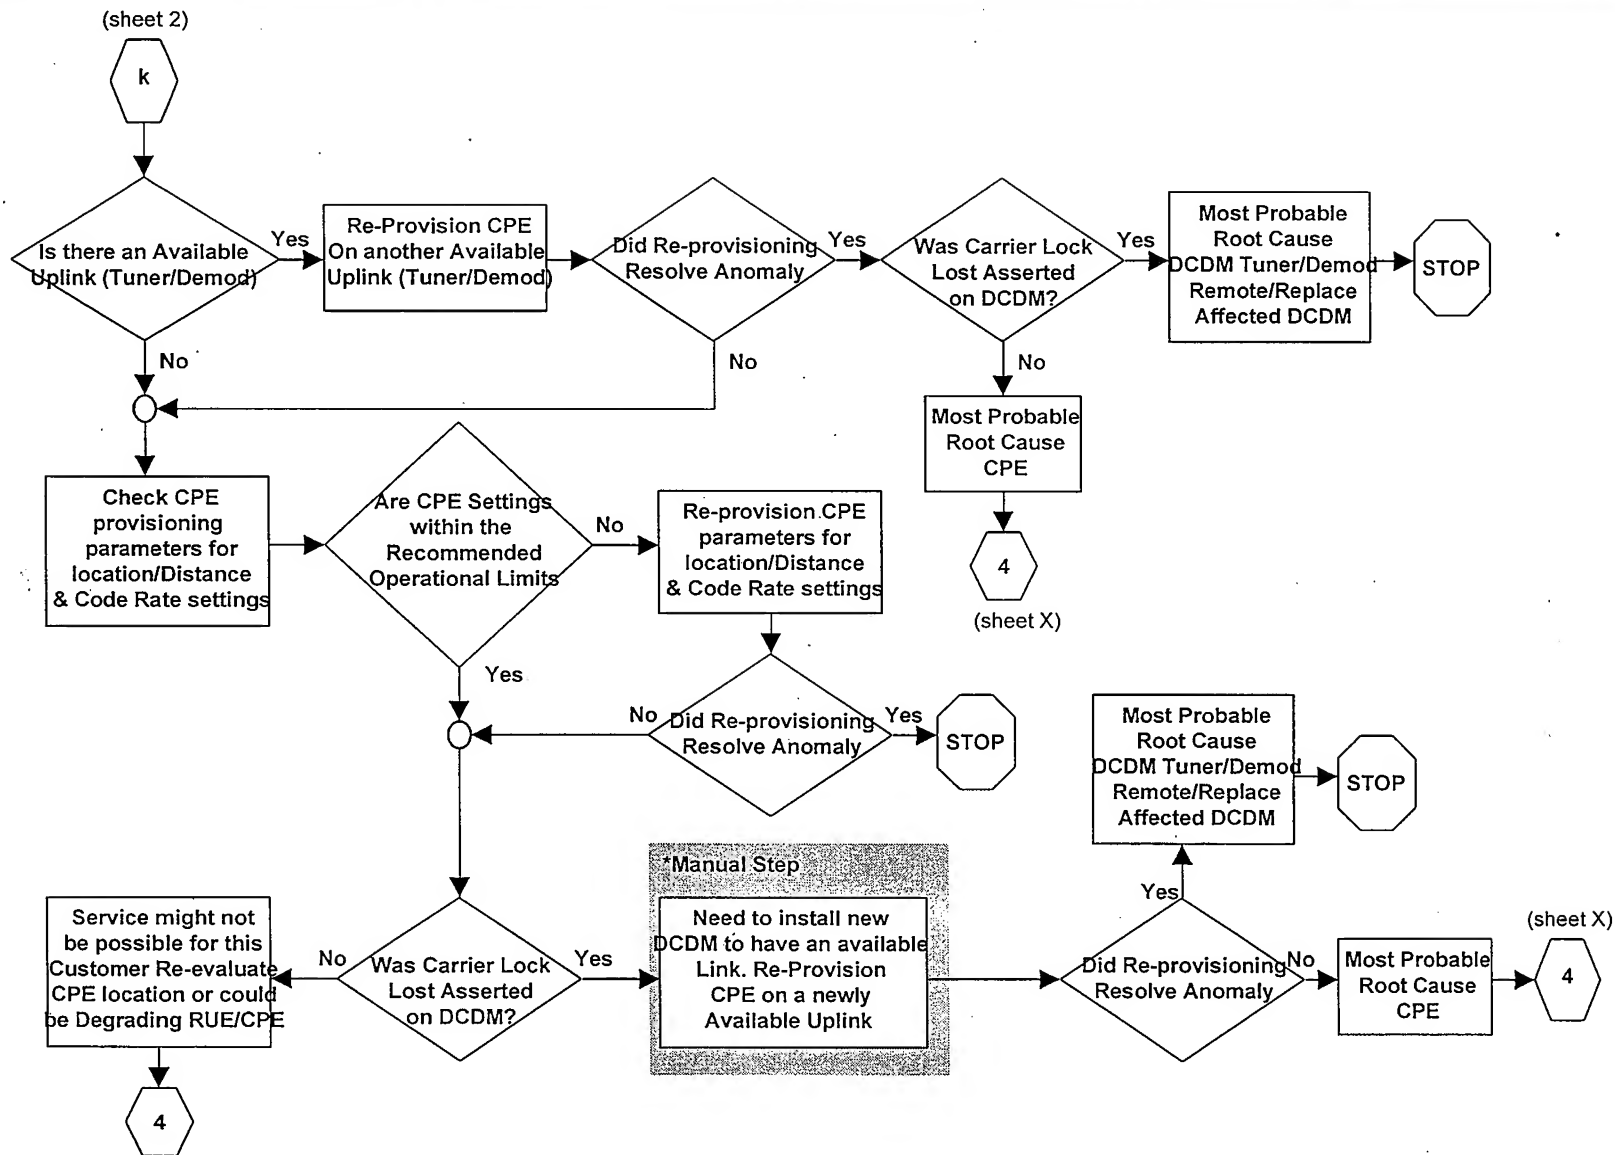 (sheet 2)
k
Is there an Available
Uplink (Tuner/Demod)
Yes
Re-Provision CPE
On another Available
Uplink (Tuner/Demod)
Did Re-provisioning
Resolve Anomaly
Yes
Was Carrier Lock
Lost Asserted
on DCDM?
Yes
Most Probable
Root Cause
DCDM Tuner/Demod
Remote/Replace
Affected DCDM
STOP
No
No
No
Most Probable
Root Cause
CPE
4
(sheet X)
Check CPE
provisioning
parameters for
location/Distance
& Code Rate settings
Are CPE Settings
within the
Recommended
Operational Limits
No
Re-provision CPE
parameters for
location/Distance
& Code Rate settings
Yes
No
Did Re-provisioning
Resolve Anomaly
Yes
STOP
Most Probable
Root Cause
DCDM Tuner/Demod
Remote/Replace
Affected DCDM
STOP
Service might not
be possible for this
Customer Re-evaluate
CPE location or could
be Degrading RUE/CPE
No
Was Carrier Lock
Lost Asserted
on DCDM?
Yes
*Manual Step
Need to install new
DCDM to have an available
Link. Re-Provision
CPE on a newly
Available Uplink
Yes
Did Re-provisioning
Resolve Anomaly
No
Most Probable
Root Cause
CPE
(sheet X)
4
4